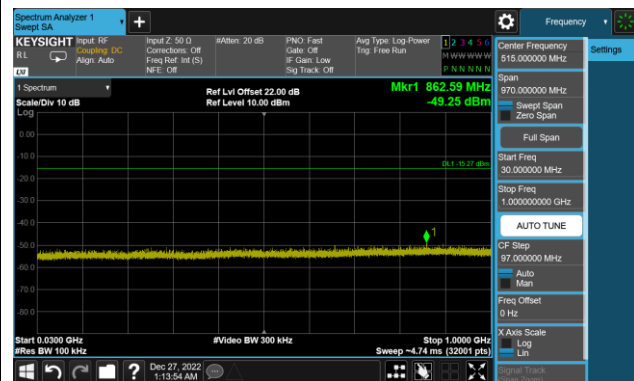 Spectrum Analyzer 1
Swept SA
Frequency
KEYSIGHT
RL
LXI
Input: RF
Coupling: DC
Align: Auto
Input Z: 50 Ω
Corrections: Off
Freq Ref: Int (S)
NFE: Off
#Atten: 20 dB
PNO: Fast
Gate: Off
IF Gain: Low
Sig Track: Off
Avg Type: Log-Power
Trig: Free Run
1 2 3 4 5 6
M W W W W W
P N N N N N
1 Spectrum
Scale/Div 10 dB
Log
Ref Lvl Offset 22.00 dB
Ref Level 10.00 dBm
Mkr1 862.59 MHz
-49.25 dBm
0.00
-10.0
DL1 -15.27 dBm
-20.0
-30.0
-40.0
1
-50.0
-60.0
-70.0
-80.0
Start 0.0300 GHz
#Res BW 100 kHz
#Video BW 300 kHz
Stop 1.0000 GHz
Sweep ~4.74 ms (32001 pts)
?
Dec 27, 2022
1:13:54 AM
Center Frequency
515.000000 MHz
Settings
Span
970.000000 MHz
Swept Span
Zero Span
Full Span
Start Freq
30.000000 MHz
Stop Freq
1.000000000 GHz
AUTO TUNE
CF Step
97.000000 MHz
Auto
Man
Freq Offset
0 Hz
X Axis Scale
Log
Lin
Signal Track
(Span Zoom)